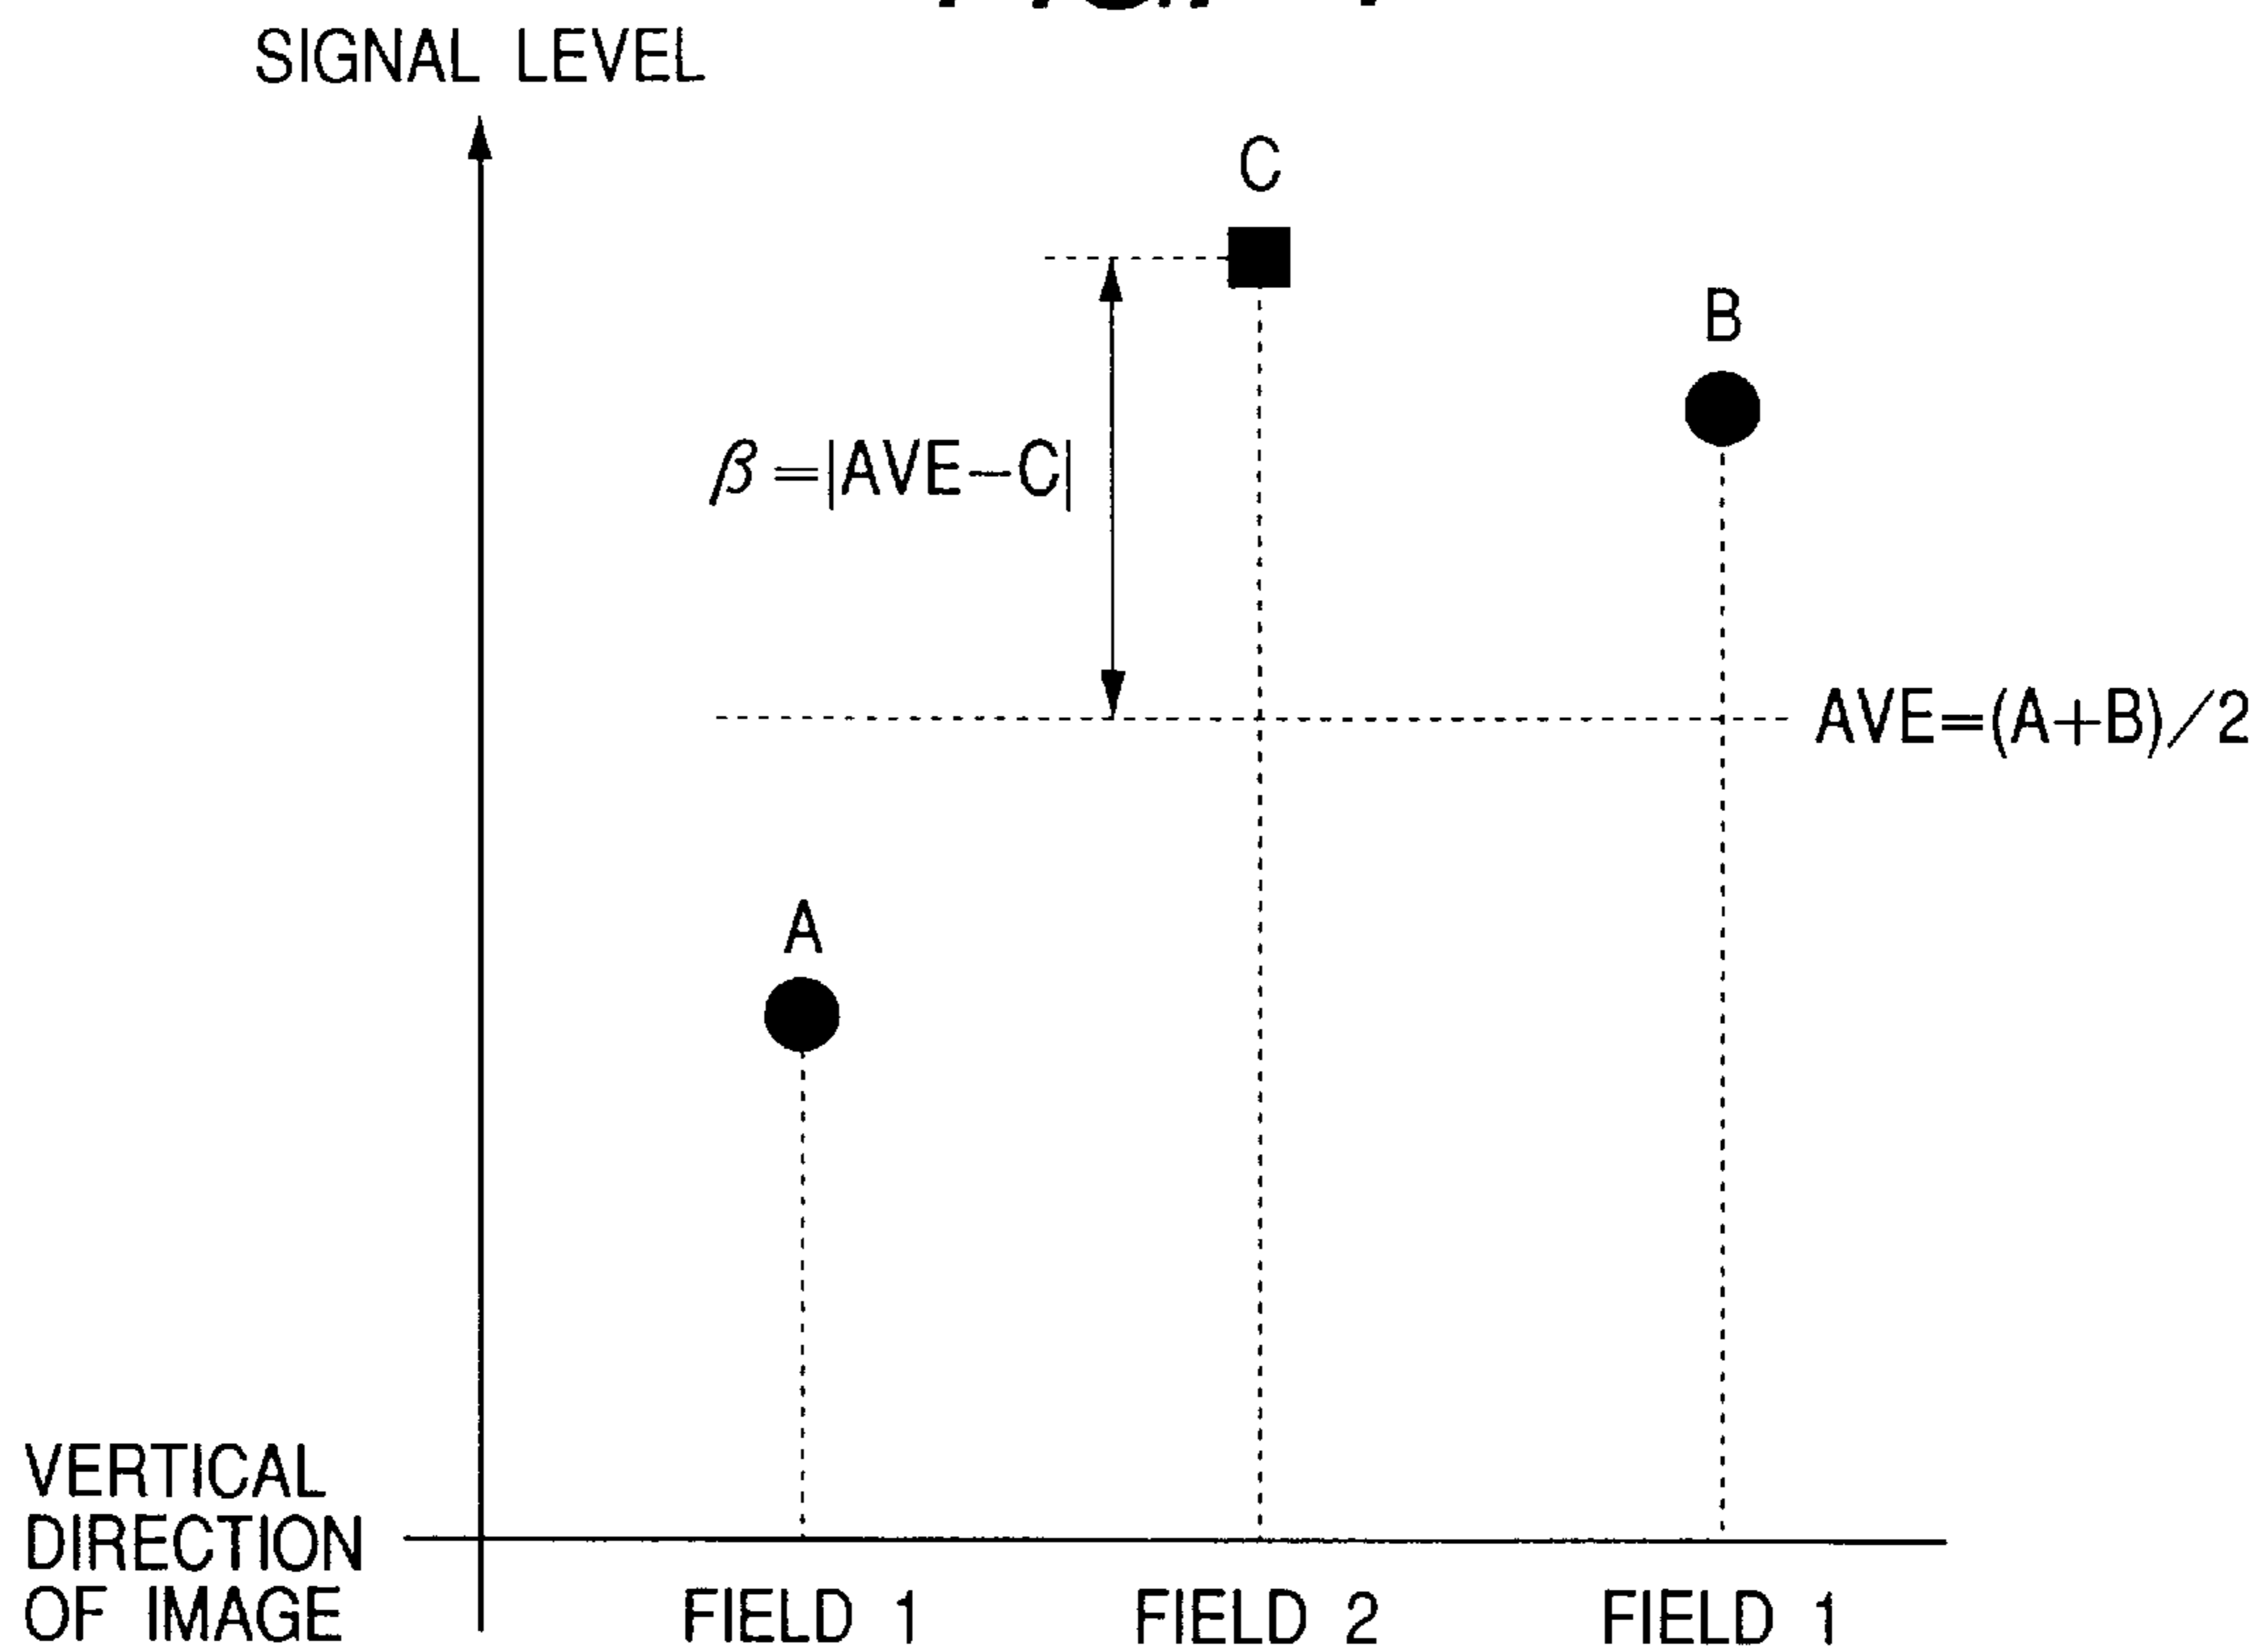 SIGNAL LEVEL
C
B
β=|AVE-C|
AVE=(A+B)/2
A
VERTICAL
DIRECTION
OF IMAGE
FIELD 1
FIELD 2
FIELD 1